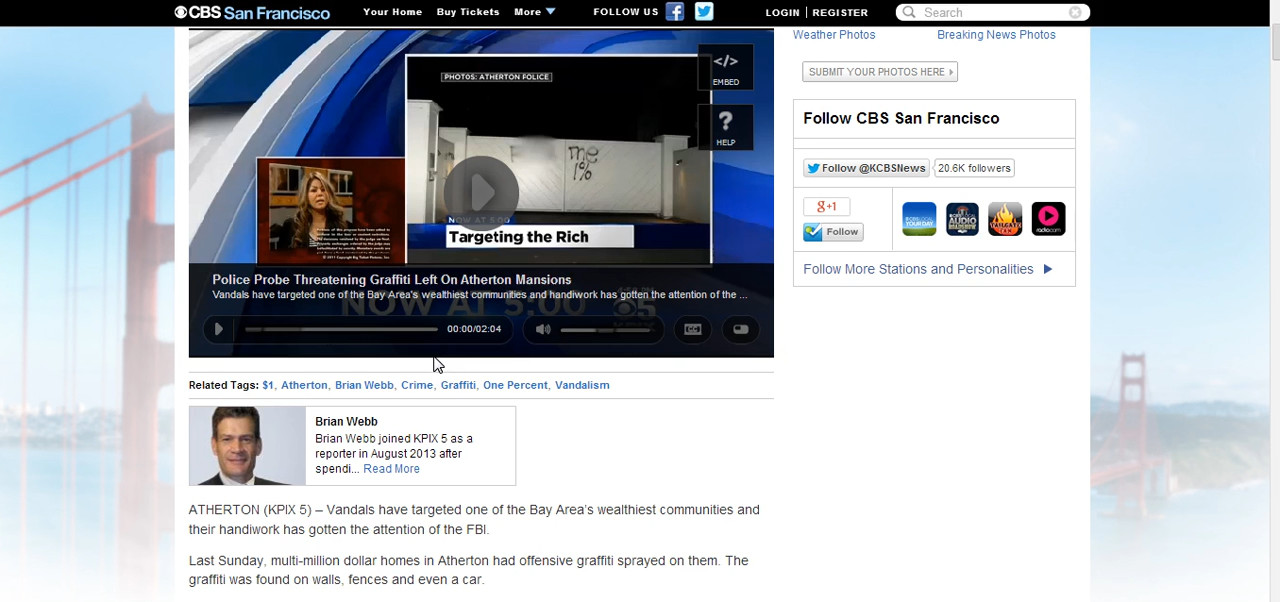 CBS San Francisco
Your Home Buy Tickets More FOLLOW US LOGIN | REGISTER Search
Weather Photos Breaking News Photos
SUBMIT YOUR PHOTOS HERE
PHOTOS: ATHERTON POLICE
</>
EMBED
?
HELP
F me
1%
NOW AT 5:00
Targeting the Rich
Police Probe Threatening Graffiti Left On Atherton Mansions
Vandals have targeted one of the Bay Area's wealthiest communities and handiwork has gotten the attention of the ...
NOW AT 5:00
00:00/02:04
CC
Follow CBS San Francisco
Follow @KCBSNews 20.6K followers
g+1
Follow
Follow More Stations and Personalities
Related Tags: $1, Atherton, Brian Webb, Crime, Graffiti, One Percent, Vandalism
Brian Webb
Brian Webb joined KPIX 5 as a
reporter in August 2013 after
spendi... Read More
ATHERTON (KPIX 5) – Vandals have targeted one of the Bay Area's wealthiest communities and
their handiwork has gotten the attention of the FBI.
Last Sunday, multi-million dollar homes in Atherton had offensive graffiti sprayed on them. The
graffiti was found on walls, fences and even a car.